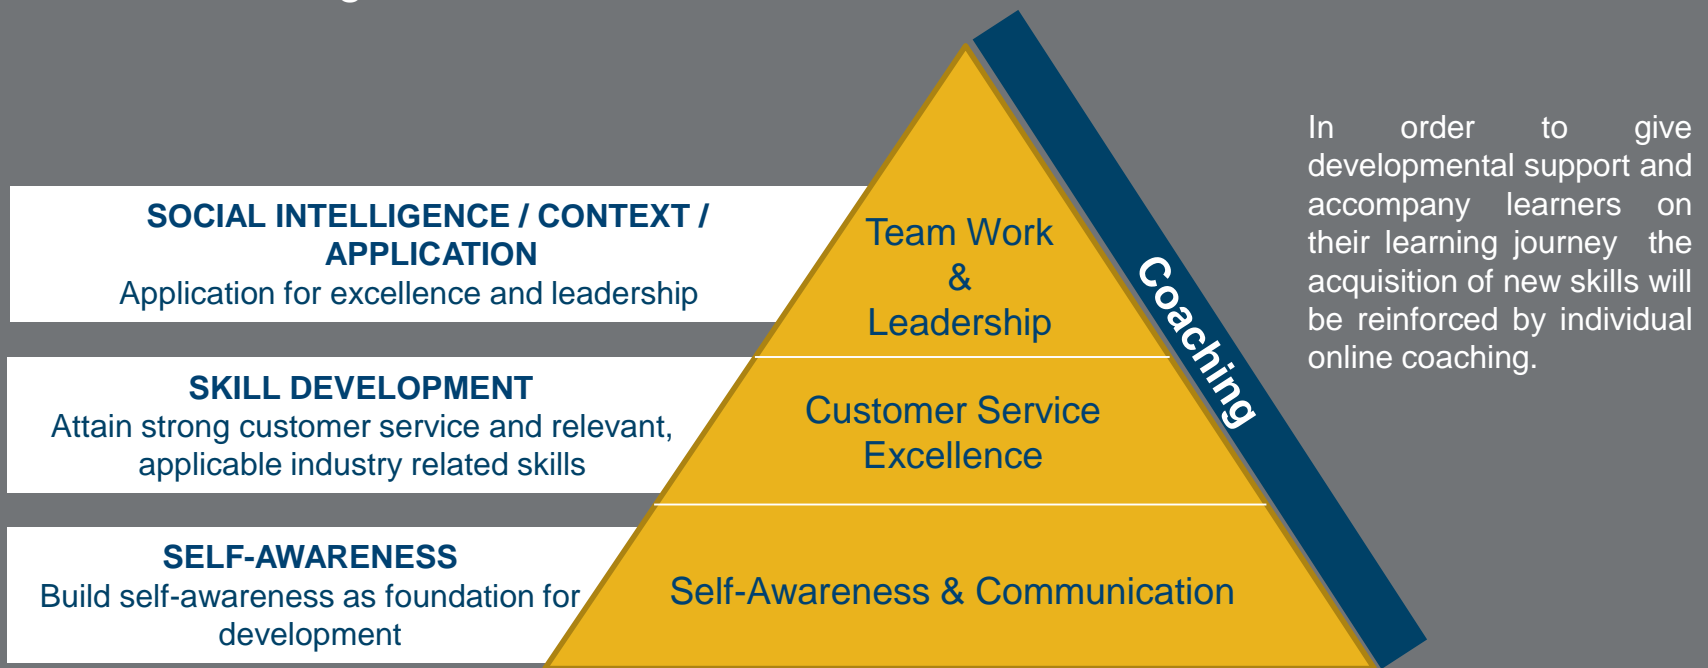 SOCIAL INTELLIGENCE / CONTEXT /
APPLICATION
Application for excellence and leadership
SKILL DEVELOPMENT
Attain strong customer service and relevant,
applicable industry related skills
SELF-AWARENESS
Build self-awareness as foundation for
development
Team Work
&
Leadership
Customer Service
Excellence
Self-Awareness & Communication
Coaching
In order to give
developmental support and
accompany learners on
their learning journey the
acquisition of new skills will
be reinforced by individual
online coaching.